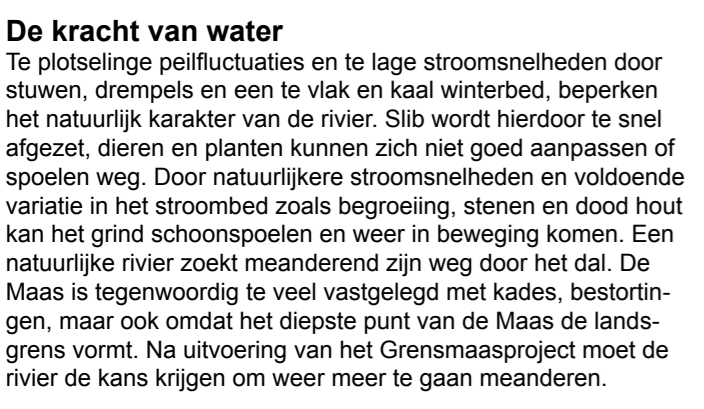 De kracht van water
Te plotselinge peilfluctuaties en te lage stroomsnelheden door
stuwen, drempels en een te vlak en kaal winterbed, beperken
het natuurlijk karakter van de rivier. Slib wordt hierdoor te snel
afgezet, dieren en planten kunnen zich niet goed aanpassen of
spoelen weg. Door natuurlijkere stroomsnelheden en voldoende
variatie in het stroombed zoals begroeiing, stenen en dood hout
kan het grind schoonspoelen en weer in beweging komen. Een
natuurlijke rivier zoekt meanderend zijn weg door het dal. De
Maas is tegenwoordig te veel vastgelegd met kades, bestortin-
gen, maar ook omdat het diepste punt van de Maas de lands-
grens vormt. Na uitvoering van het Grensmaasproject moet de
rivier de kans krijgen om weer meer te gaan meanderen.